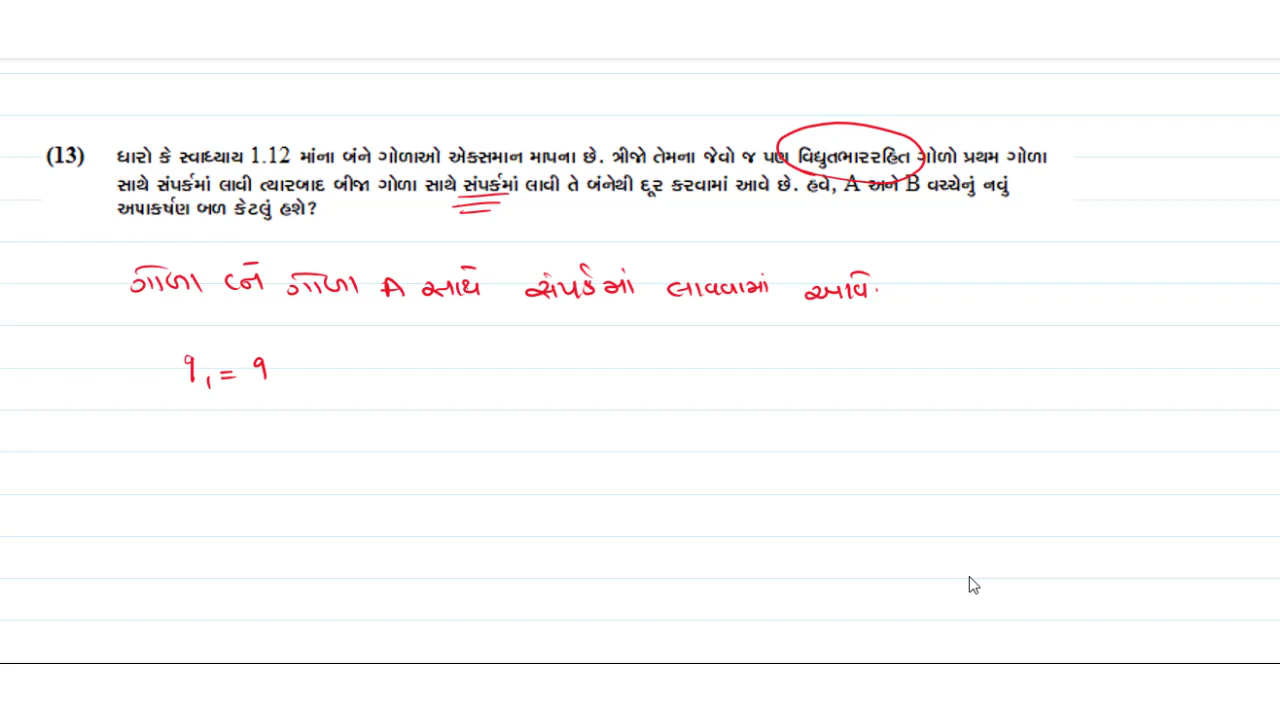 (13) ધારો કે સ્વાધ્યાય 1.12 માંના બંને ગોળાઓ એકસમાન માપના છે. ત્રીજો તેમના જેવો જ પણ વિદ્યુતભારરહિત ગોળો પ્રથમ ગોળા
સાથે સંપર્કમાં લાવી ત્યારબાદ બીજા ગોળા સાથે સંપર્કમાં લાવી તે બંનેથી દૂર કરવામાં આવે છે. હવે, A અને B વચ્ચેનું નવું
અપાકર્ષણ બળ કેટલું હશે?
ગોળા ને ગોળા A સાથે સંપર્કમાં લાવવામાં આવે.
q₁ = q